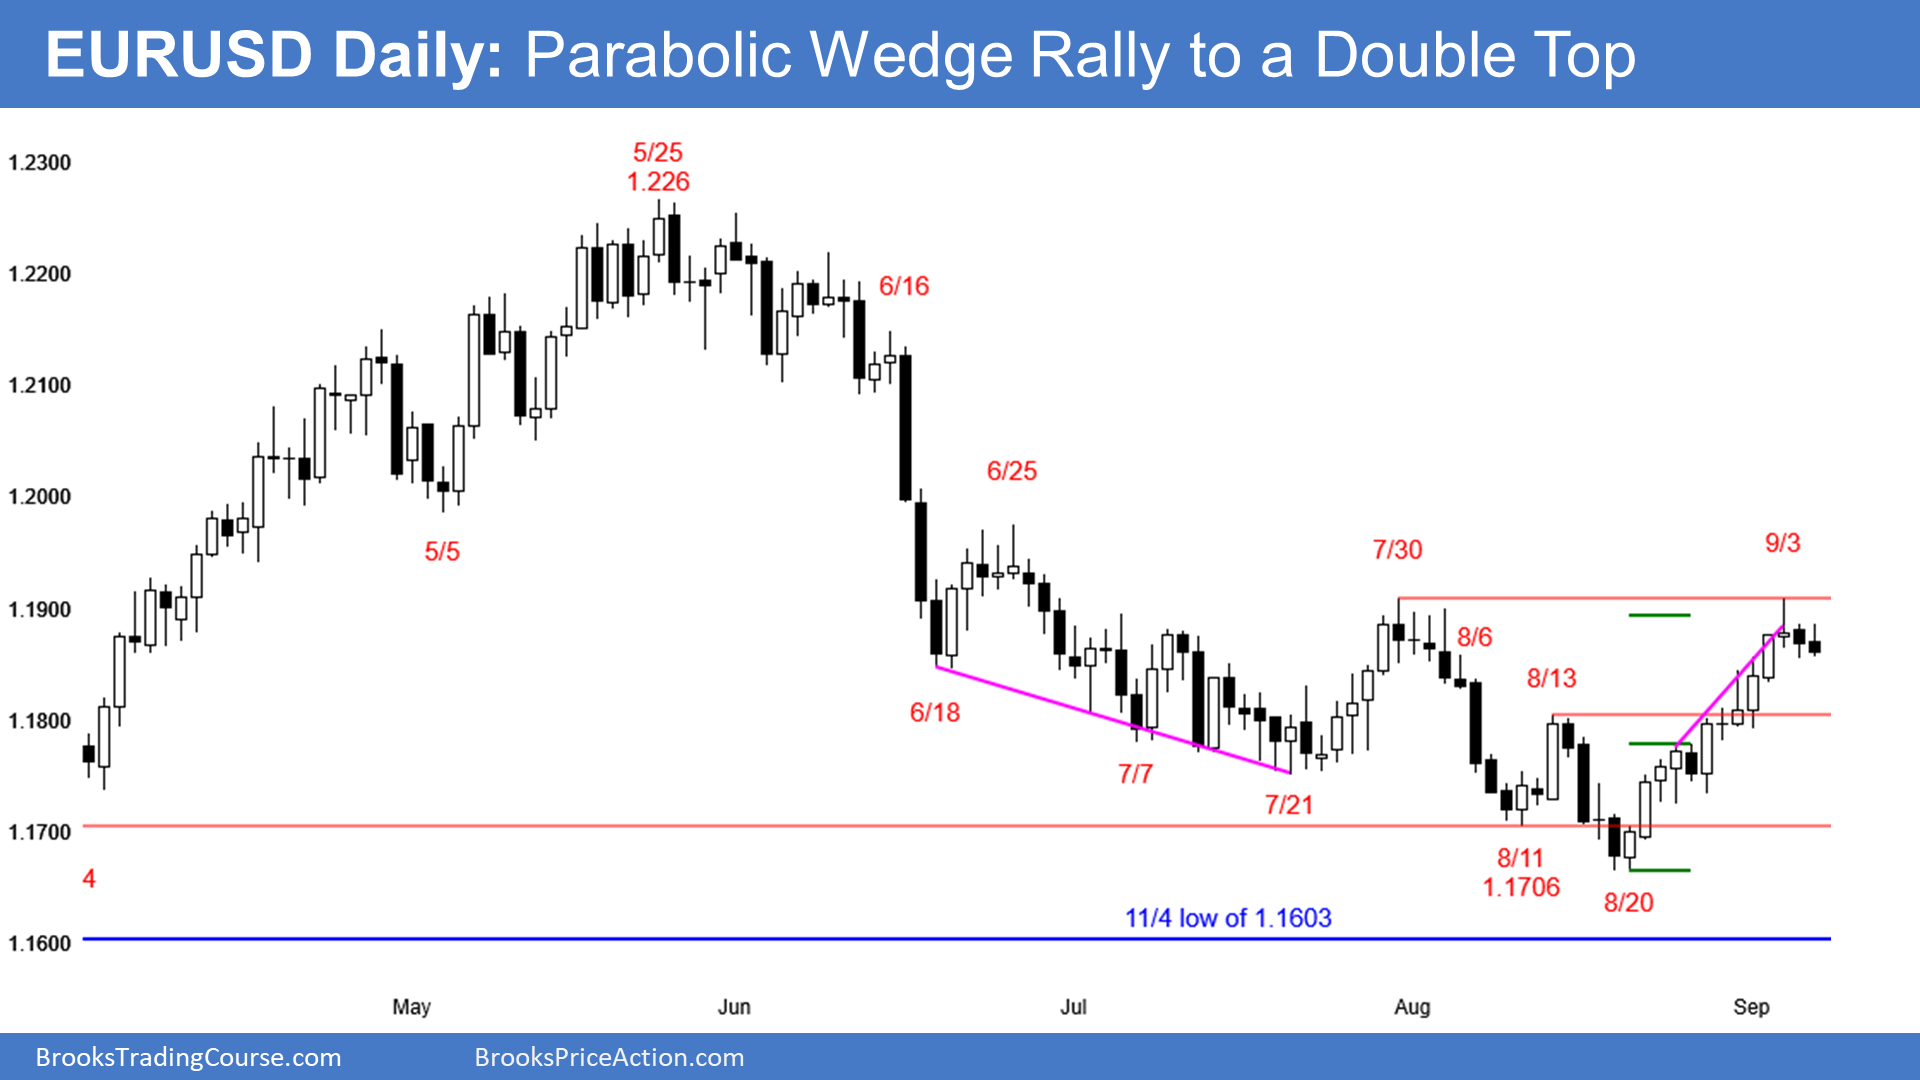 EURUSD Daily: Parabolic Wedge Rally to a Double Top
1.2300
5/25
1.226
1.2200
6/16
1.2100
6/25
1.2000
5/5
7/30
9/3
1.1900
8/6
8/13
6/18
1.1800
7/7
7/21
1.1700
8/11
1.1706
4
8/20
11/4 low of 1.1603
1.1600
May
Jun
Jul
Aug
Sep
BrooksTradingCourse.com
BrooksPriceAction.com